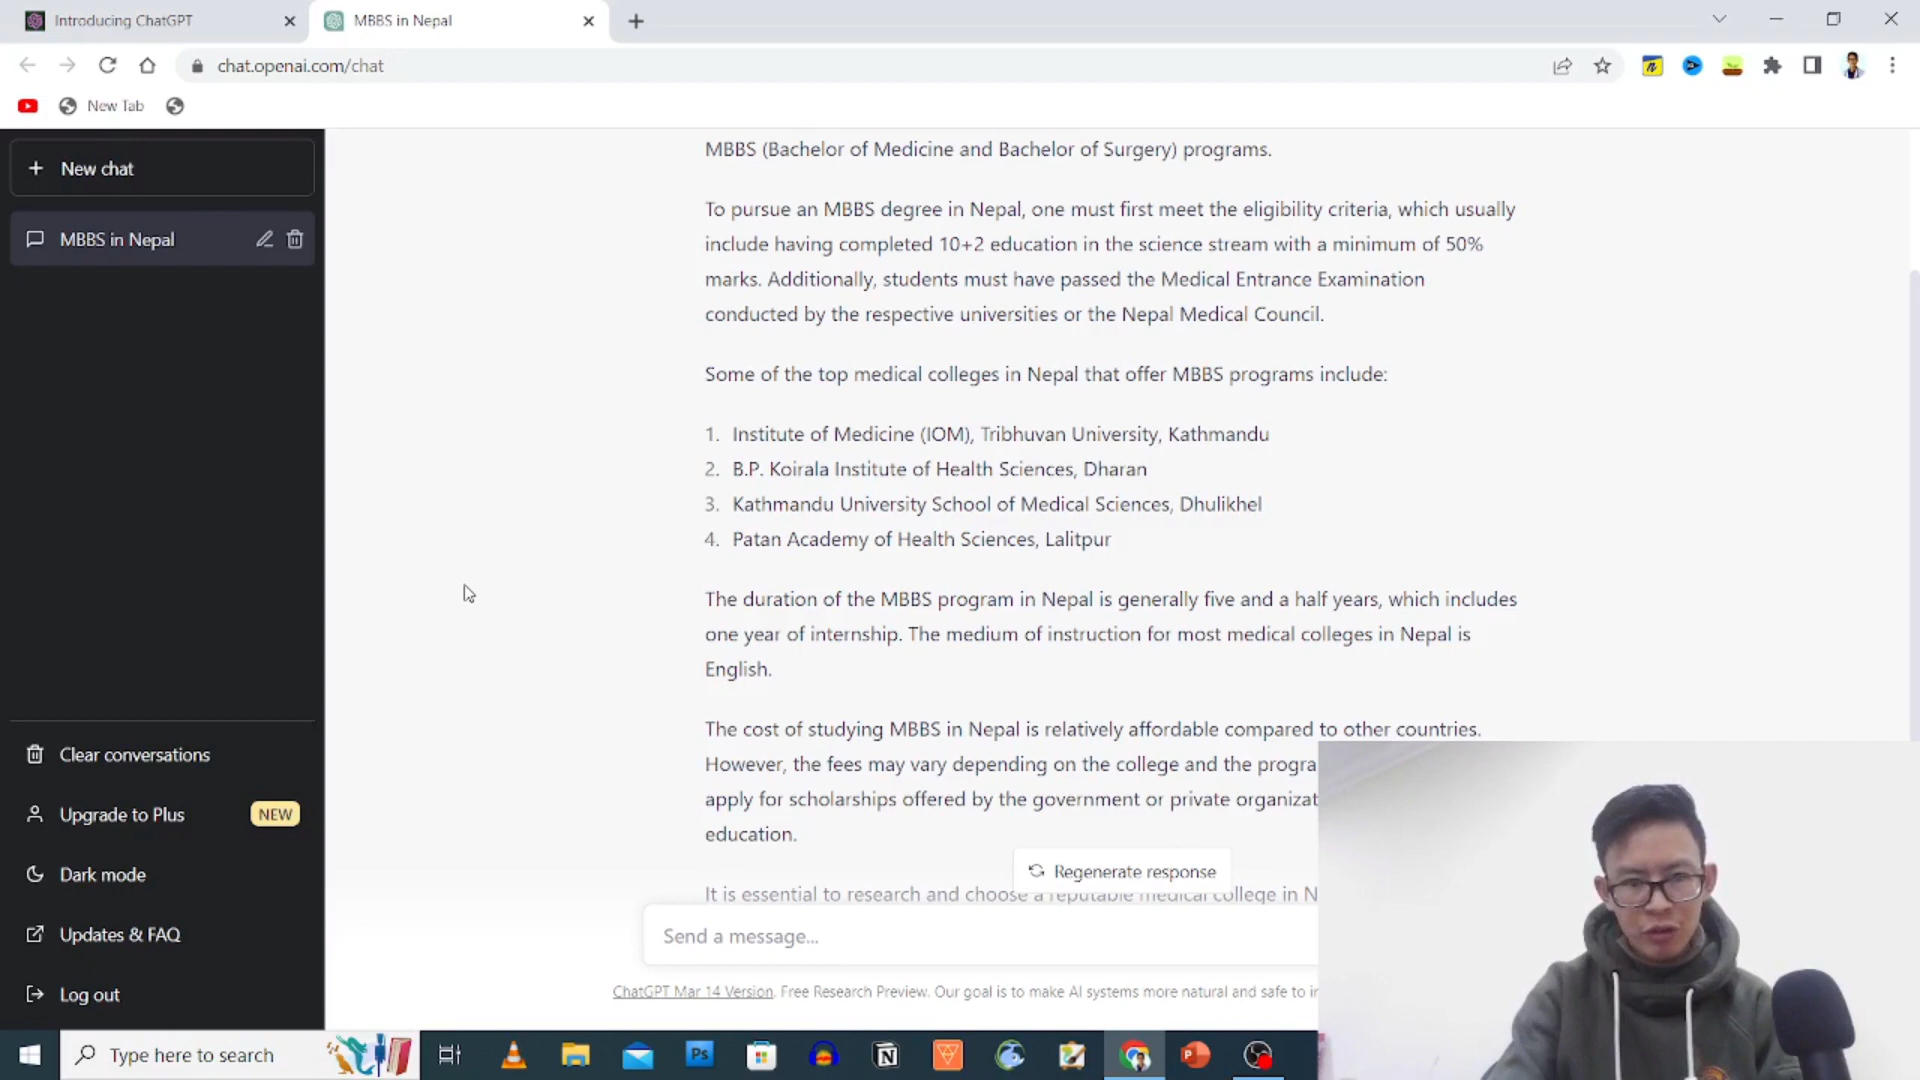 Introducing ChatGPT
MBBS in Nepal
chat.openai.com/chat
New Tab
New chat
MBBS in Nepal
Clear conversations
Upgrade to Plus
NEW
Dark mode
Updates & FAQ
Log out
MBBS (Bachelor of Medicine and Bachelor of Surgery) programs.
To pursue an MBBS degree in Nepal, one must first meet the eligibility criteria, which usually
include having completed 10+2 education in the science stream with a minimum of 50%
marks. Additionally, students must have passed the Medical Entrance Examination
conducted by the respective universities or the Nepal Medical Council.
Some of the top medical colleges in Nepal that offer MBBS programs include:
1. Institute of Medicine (IOM), Tribhuvan University, Kathmandu
2. B.P. Koirala Institute of Health Sciences, Dharan
3. Kathmandu University School of Medical Sciences, Dhulikhel
4. Patan Academy of Health Sciences, Lalitpur
The duration of the MBBS program in Nepal is generally five and a half years, which includes
one year of internship. The medium of instruction for most medical colleges in Nepal is
English.
The cost of studying MBBS in Nepal is relatively affordable compared to other countries.
However, the fees may vary depending on the college and the progra
apply for scholarships offered by the government or private organizat
education.
Regenerate response
It is essential to research and choose a reputable medical college in N
Send a message...
ChatGPT Mar 14 Version. Free Research Preview. Our goal is to make AI systems more natural and safe to in
Type here to search
Ps